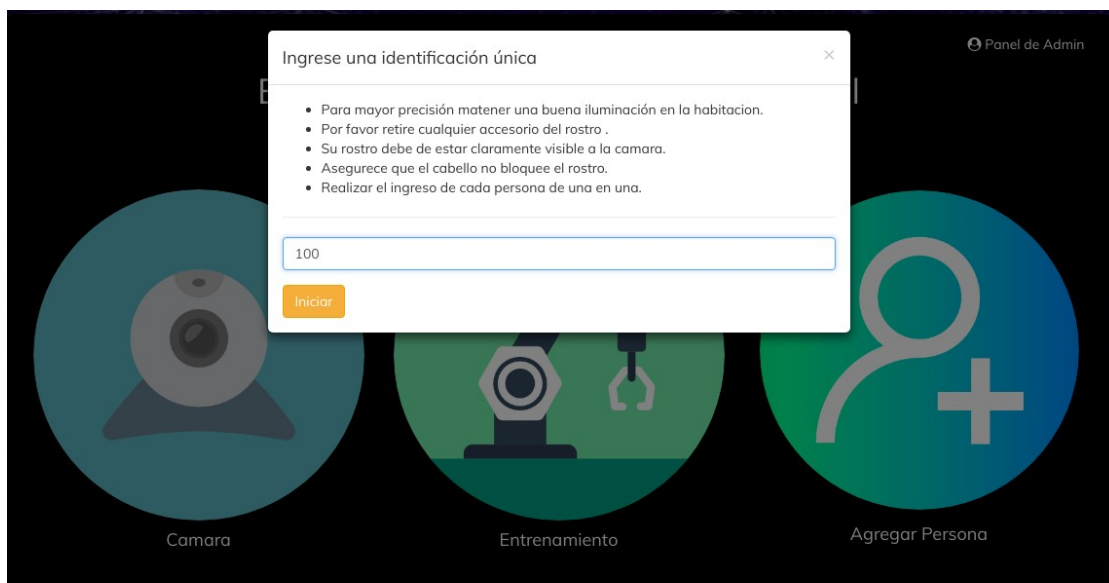 Ingrese una identificación única
×
Panel de Admin
Para mayor precisión matener una buena iluminación en la habitacion.
Por favor retire cualquier accesorio del rostro .
Su rostro debe de estar claramente visible a la camara.
Asegurece que el cabello no bloquee el rostro.
Realizar el ingreso de cada persona de una en una.
100
Iniciar
Camara
Entrenamiento
Agregar Persona